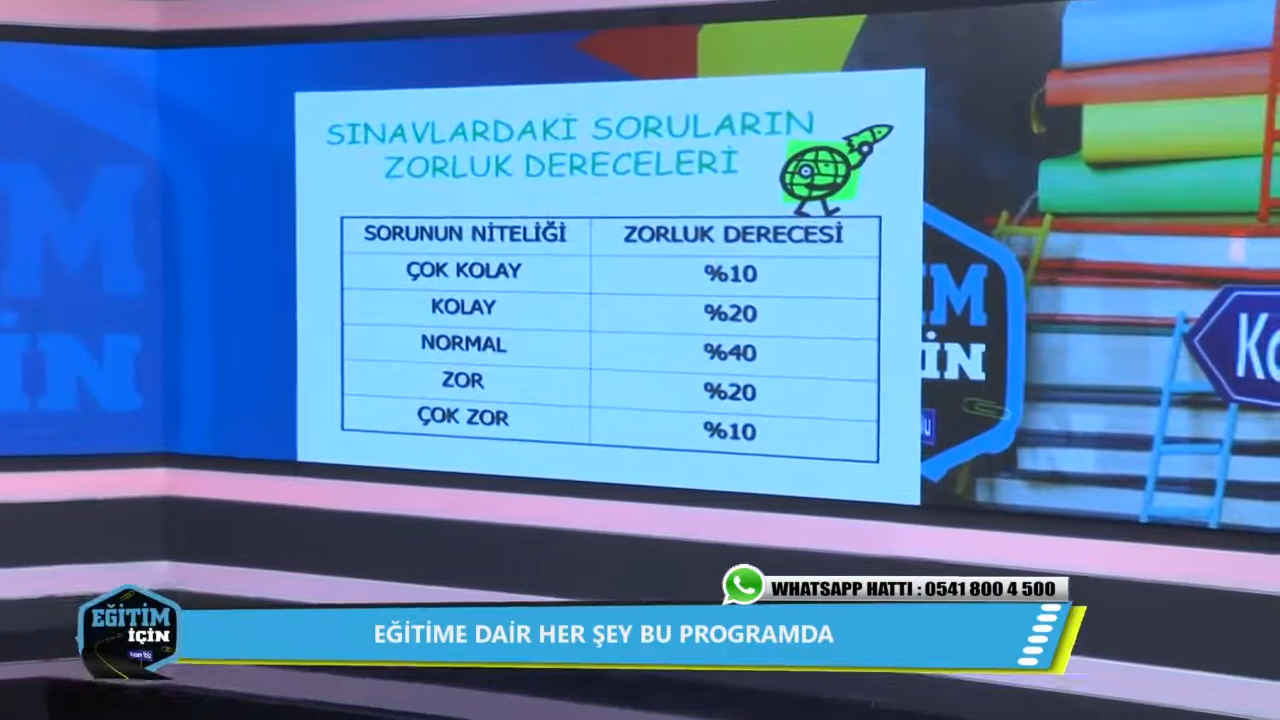 SINAVLARDAKİ SORULARIN
ZORLUK DERECELERİ
SORUNUN NİTELİĞİ ZORLUK DERECESİ
ÇOK KOLAY %10
KOLAY %20
NORMAL %40
ZOR %20
ÇOK ZOR %10
WHATSAPP HATTI : 0541 800 4 500
EĞİTİM
İÇİN
EĞİTİME DAİR HER ŞEY BU PROGRAMDA